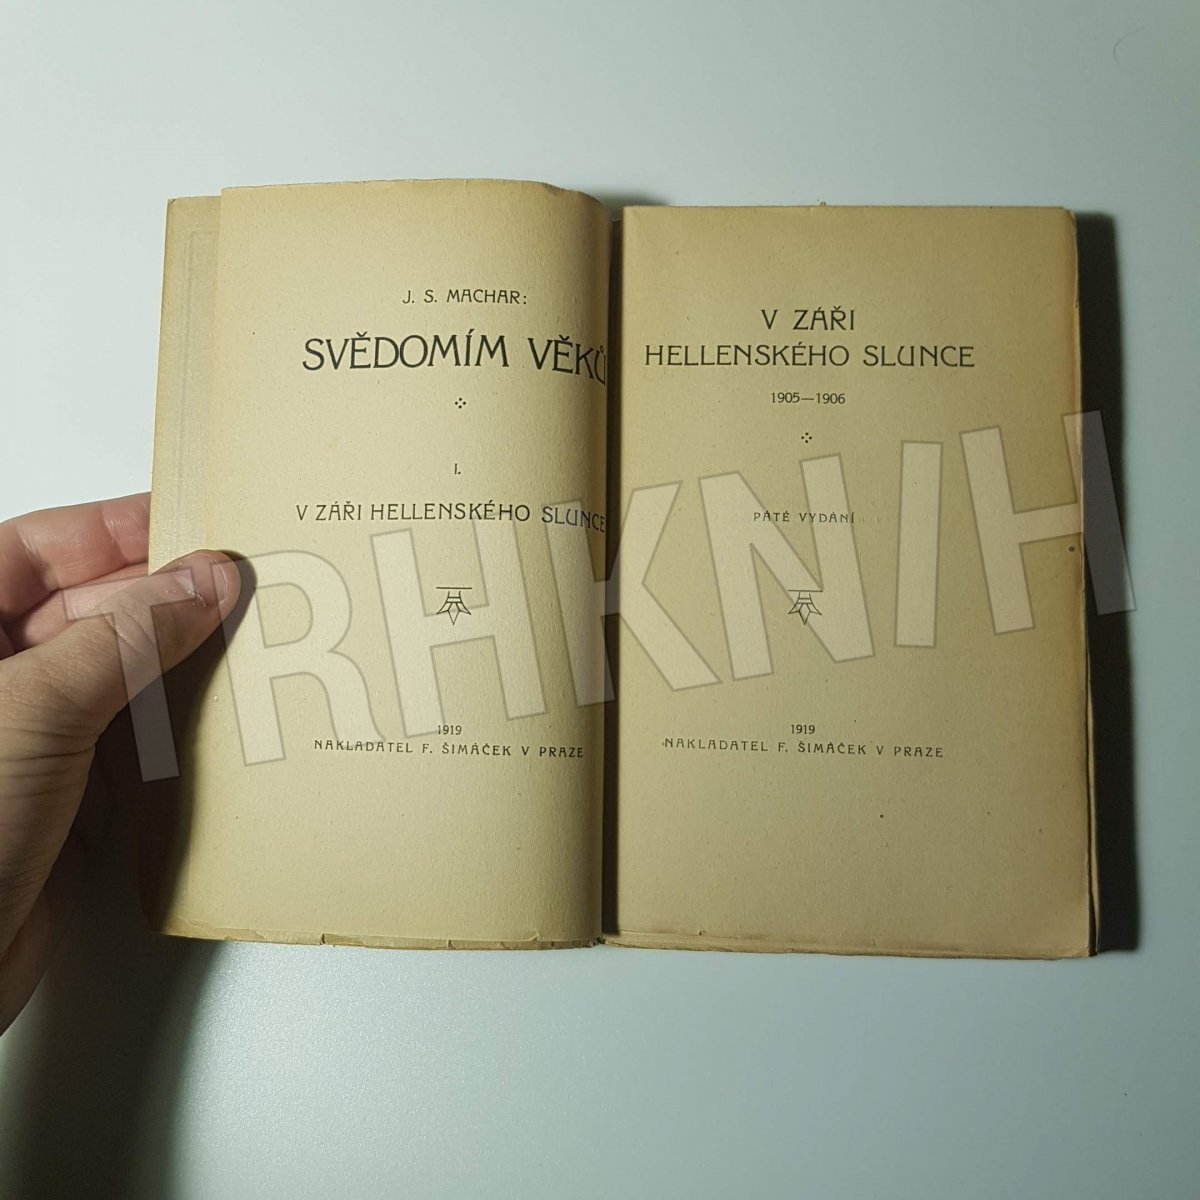 J. S. MACHAR:
SVĚDOMÍM VĚKŮ
I.
V ZÁŘI HELLENSKÉHO SLUNCE
1919
NAKLADATEL F. ŠIMÁČEK V PRAZE
V ZÁŘI
HELLENSKÉHO SLUNCE
1905—1906
PÁTÉ VYDÁNÍ
1919
NAKLADATEL F. ŠIMÁČEK V PRAZE
TRHKNIH